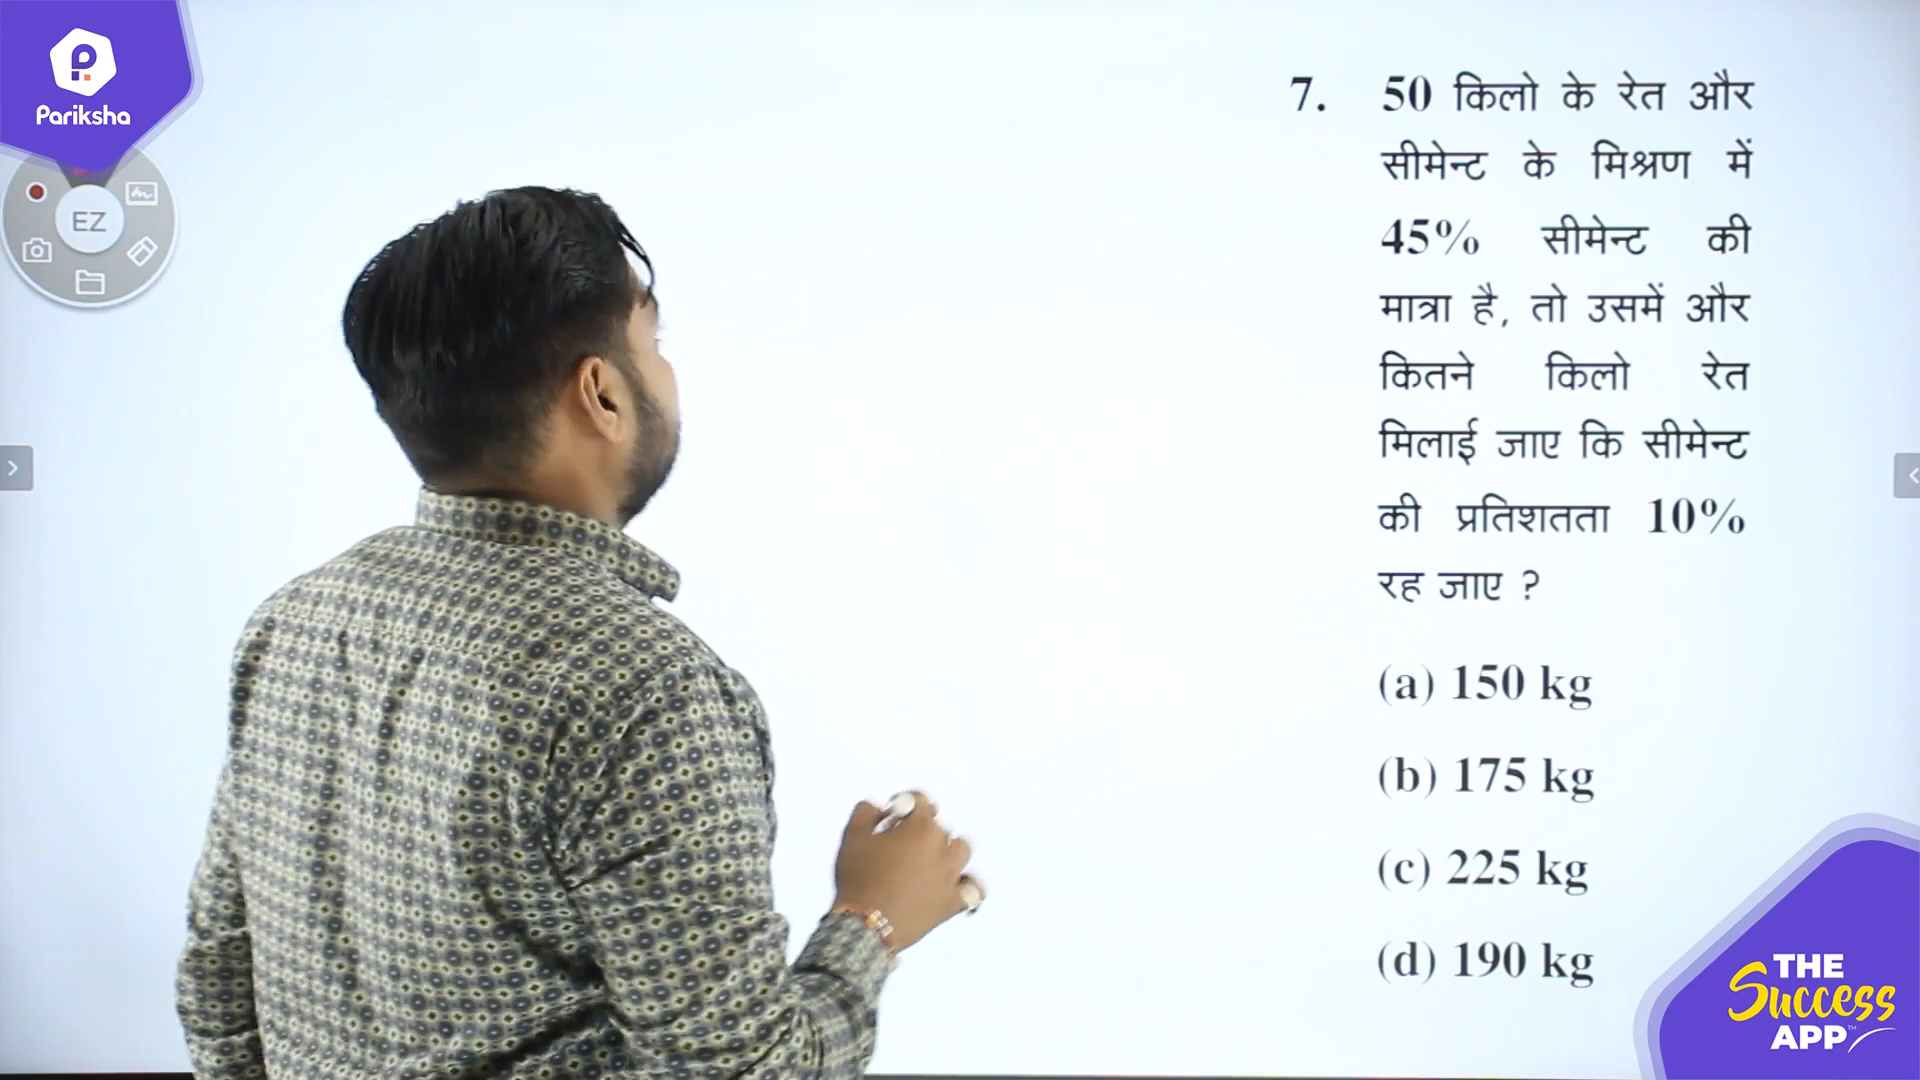 Pariksha
EZ
7. 50 किलो के रेत और
सीमेन्ट के मिश्रण में
45% सीमेन्ट की
मात्रा है, तो उसमें और
कितने किलो रेत
मिलाई जाए कि सीमेन्ट
की प्रतिशतता 10%
रह जाए ?
(a) 150 kg
(b) 175 kg
(c) 225 kg
(d) 190 kg
THE
Success
APP™